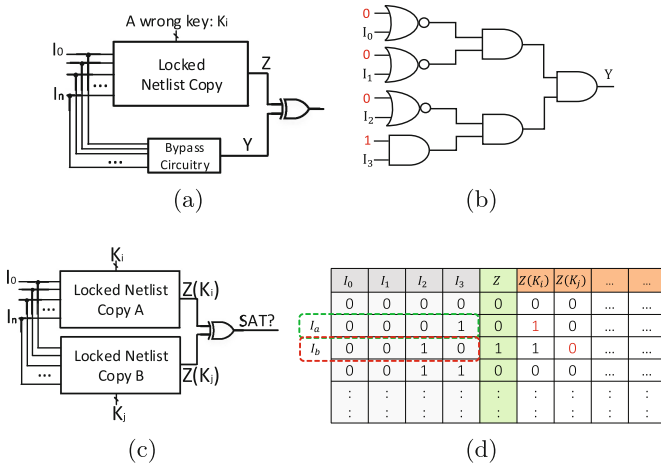 A wrong key: Ki
I0
In
...
Locked
Netlist Copy
Z
Bypass
Circuitry
...
Y
(a)
0
I0
0
I1
0
I2
1
I3
Y
(b)
Ki
I0
In
...
Locked Netlist
Copy A
Z(Ki)
SAT?
...
Locked Netlist
Copy B
Z(Kj)
Kj
(c)
I0 I1 I2 I3 Z Z(Ki) Z(Kj) ... ...
0 0 0 0 0 0 0 ... ...
Ia 0 0 0 1 0 1 0 ... ...
Ib 0 0 1 0 1 1 0 ... ...
0 0 1 1 0 0 0 ... ...
: : : : : : : : :
: : : : : : : : :
(d)